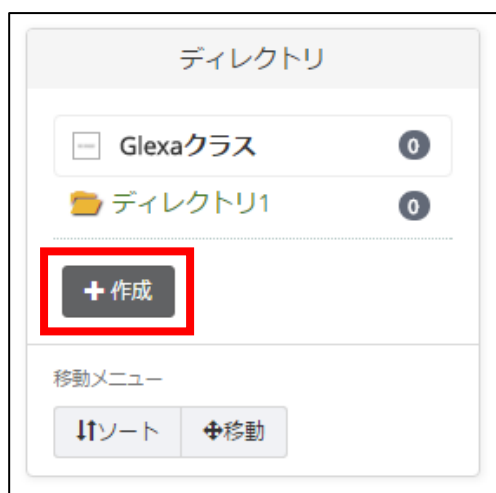 ディレクトリ
Glexaクラス 0
ディレクトリ1 0
作成
移動メニュー
ソート 移動